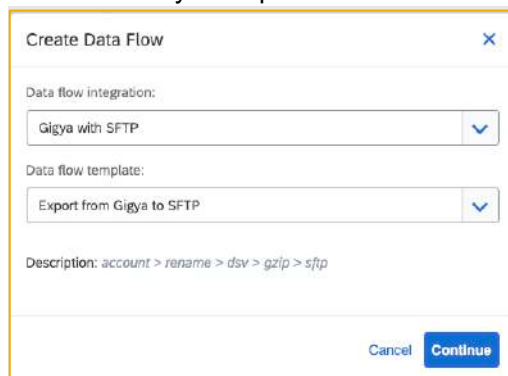 Create Data Flow
Data flow integration:
Gigya with SFTP
Data flow template:
Export from Gigya to SFTP
Description: account > rename > dsv > gzip > sftp
Cancel Continue